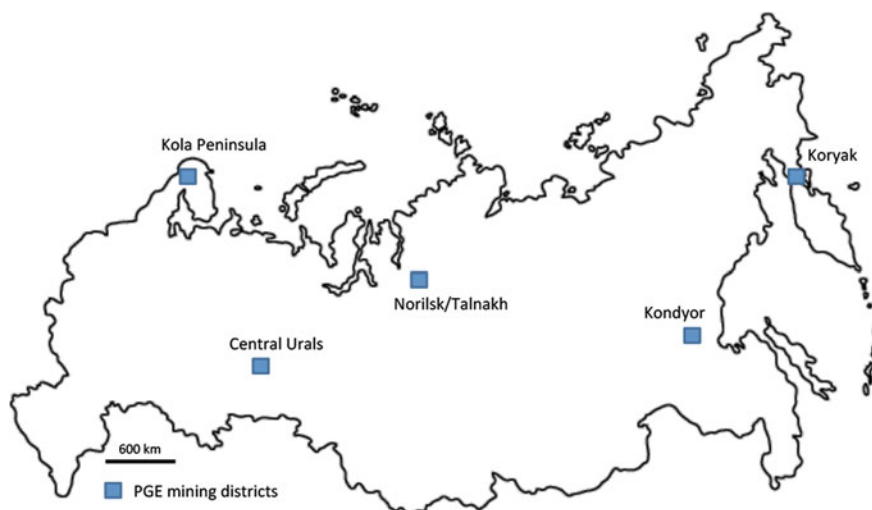 Kola Peninsula
Koryak
Norilsk/Talnakh
Kondyor
Central Urals
600 km
PGE mining districts